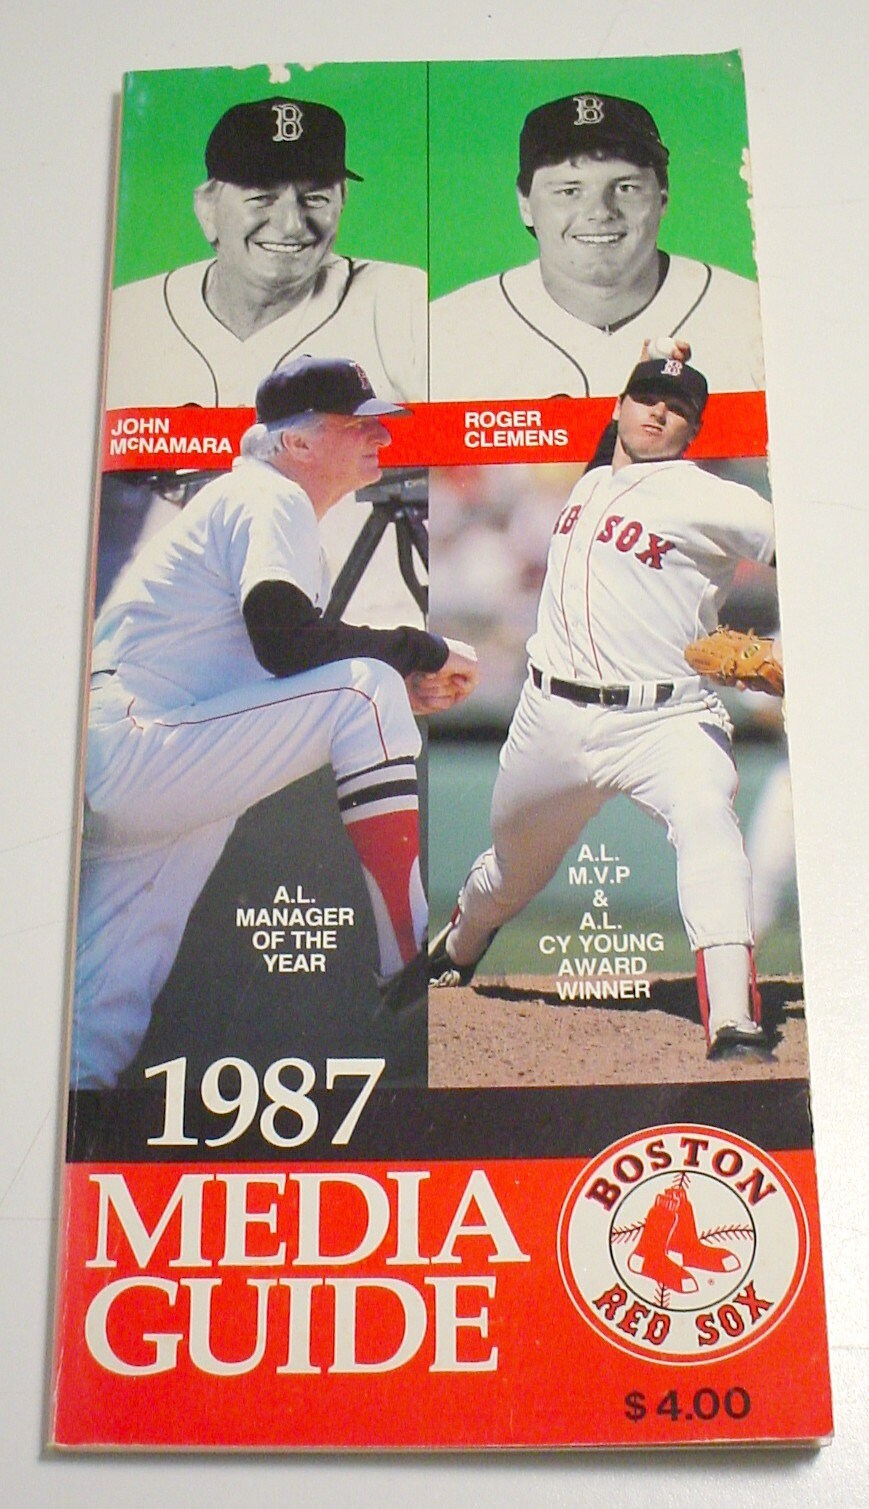 B
B
JOHN
McNAMARA
ROGER
CLEMENS
B
B
ED SOX
A.L.
MANAGER
OF THE
YEAR
A.L.
M.V.P
&
A.L.
CY YOUNG
AWARD
WINNER
1987
MEDIA
GUIDE
BOSTON
RED SOX
®
$4.00